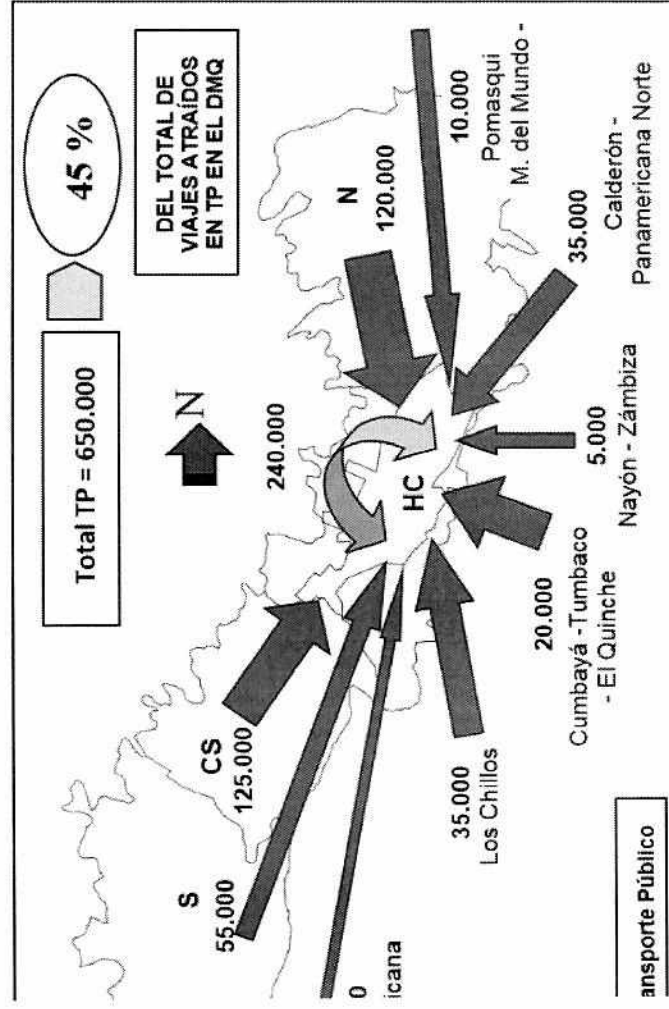 Total TP = 650.000
45 %
DEL TOTAL DE
VIAJES ATRAÍDOS
EN TP EN EL DMQ
N
240.000
N
120.000
10.000
Pomasqui
M. del Mundo -
CS
125.000
S
55.000
HC
0
icana
35.000
Los Chillos
20.000
Cumbayá -Tumbaco
- El Quinche
5.000
Nayón - Zámbiza
35.000
Calderón -
Panamericana Norte
ansporte Público